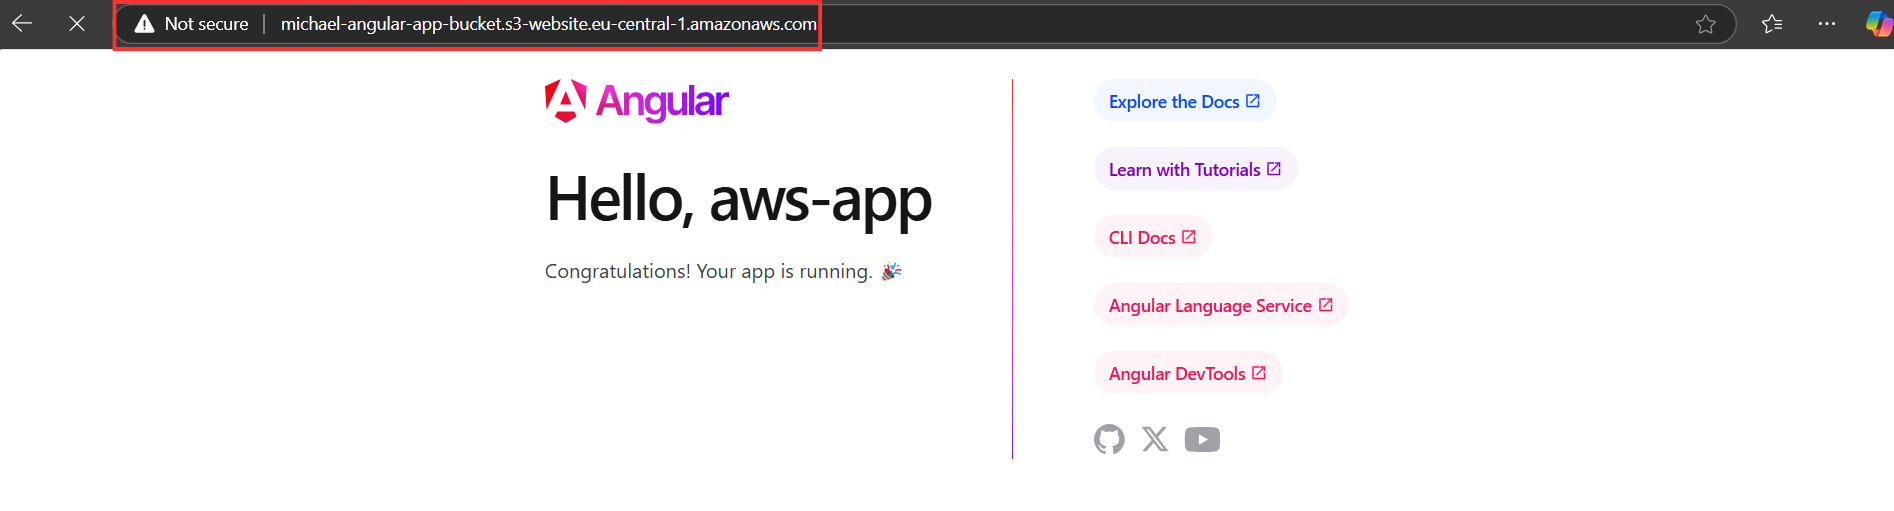 Not secure michael-angular-app-bucket.s3-website.eu-central-1.amazonaws.com
Angular
Hello, aws-app
Congratulations! Your app is running. 🎉
Explore the Docs
Learn with Tutorials
CLI Docs
Angular Language Service
Angular DevTools